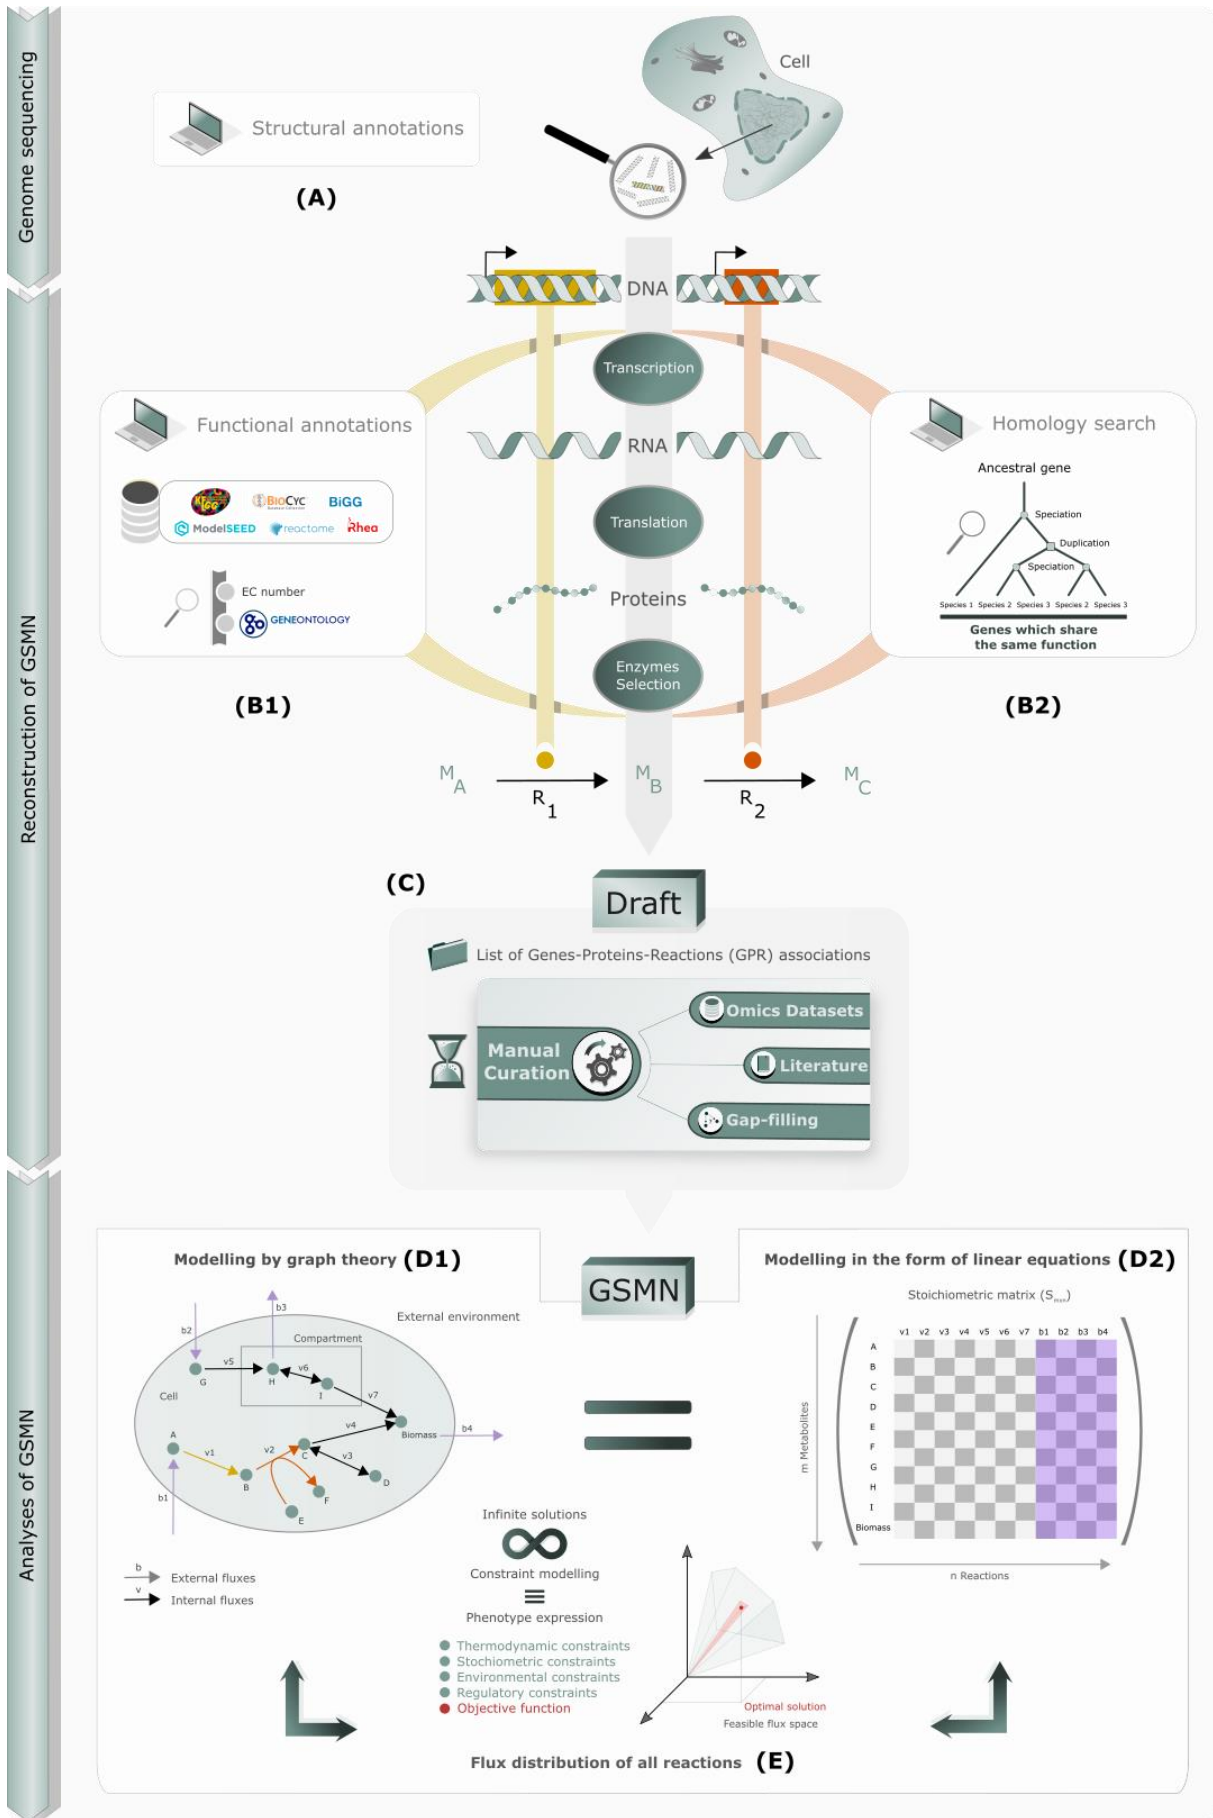 Genome sequencing
Cell
Structural annotations
(A)
DNA
Transcription
Functional annotations
Homology search
RNA
Ancestral gene
KEGG
BIOCYC
BiGG
ModelSEED
reactome
Rhea
Speciation
Translation
Duplication
Speciation
EC number
Proteins
Species 1 Species 2 Species 3 Species 2 Species 3
GENEONTOLOGY
Genes which share
the same function
Enzymes
Selection
(B1)
(B2)
Reconstruction of GSMN
M A
M B
M C
R 1
R 2
(C)
Draft
List of Genes-Proteins-Reactions (GPR) associations
Omics Datasets
Manual
Curation
Literature
Gap-filling
Analyses of GSMN
Modelling by graph theory (D1)
GSMN
Modelling in the form of linear equations (D2)
Stoichiometric matrix (Smxn)
b3
External environment
b2
Compartment
v5
v6
G
H
I
v7
Cell
v4
Biomass
b4
A
v1
v2
C
v3
B
D
F
E
b1
v1 v2 v3 v4 v5 v6 v7 b1 b2 b3 b4
A
B
C
D
E
F
G
H
I
Biomass
m Metabolites
n Reactions
b
External fluxes
v
Internal fluxes
Infinite solutions
Constraint modelling
Phenotype expression
Thermodynamic constraints
Stochiometric constraints
Environmental constraints
Regulatory constraints
Objective function
Optimal solution
Feasible flux space
Flux distribution of all reactions (E)